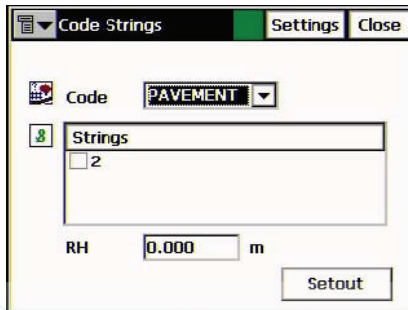 Code Strings Settings Close
Code PAVEMENT
Strings
2
RH 0.000 m
Setout